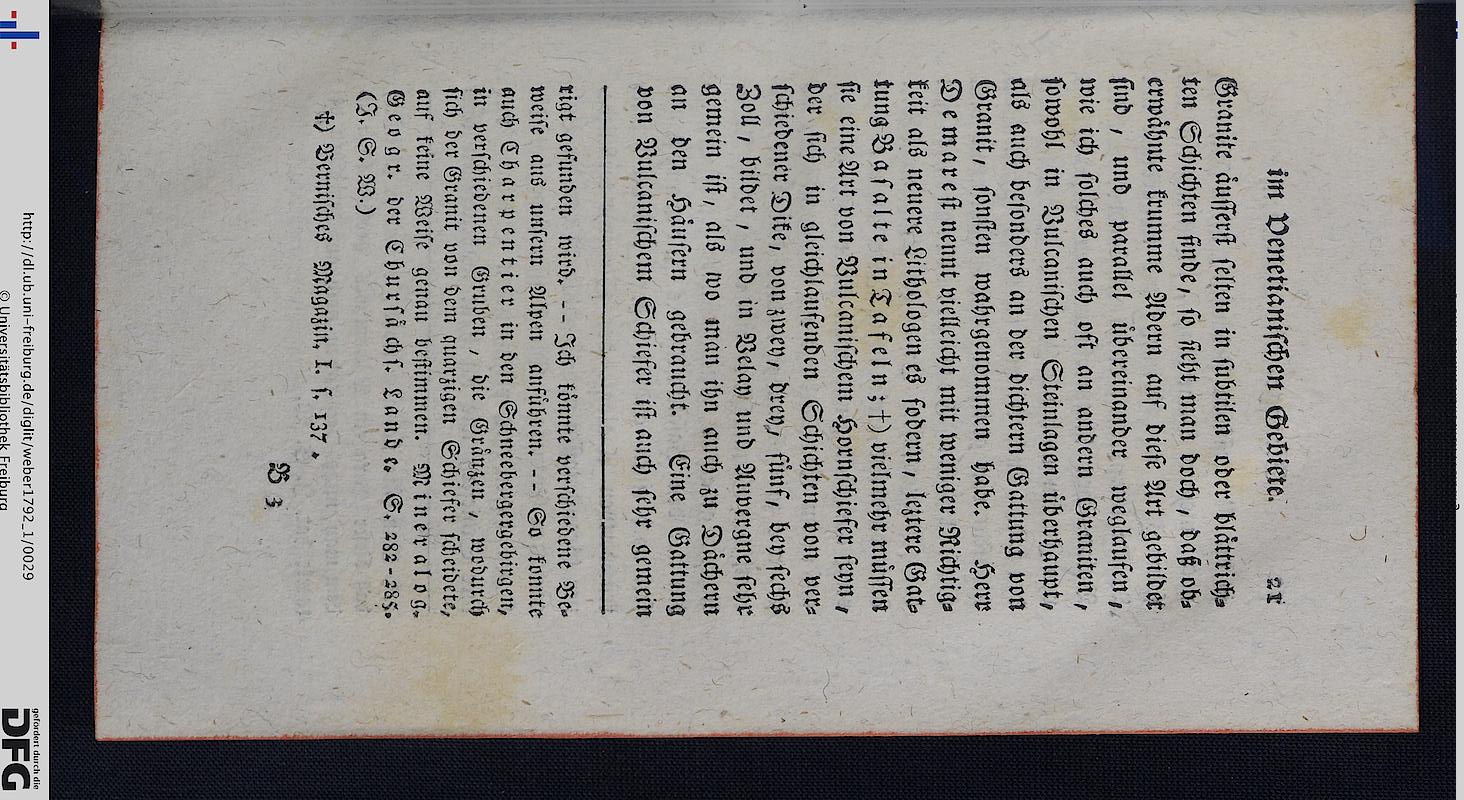 im Venetianischen Gebiete. 21
Granite äusserst selten in subtilen oder blättrich-
ten Schichten finde, so sieht man doch, daß ob-
erwähnte krumme Adern auf diese Art gebildet
sind, und parallel übereinander weglaufen,
wie ich solches auch oft an andern Graniten,
sowohl in Vulcanischen Steinlagen überhaupt,
als auch besonders an der dichtern Gattung von
Granit, sonsten wahrgenommen habe. Herr
Demarest nennt vielleicht mit weniger Richtig-
keit als neuere Lithologen es fodern, leztere Gat-
tung Basalte in Tafeln; †) vielmehr müssen
sie eine Art von Vulcanischem Hornschiefer seyn,
der sich in gleichlaufenden Schichten von ver-
schiedener Dike, von zwey, drey, fünf, bey sechs
Zoll, bildet, und in Velay und Auvergne sehr
gemein ist, als wo man ihn auch zu Dächern
an den Häusern gebraucht. Eine Gattung
von Vulcanischem Schiefer ist auch sehr gemein
rigt gefunden wird. -- Ich könnte verschiedene Be-
weise aus unsern Alpen anführen. -- So kannte
auch Charpentier in den Schneebergergebirgen,
in verschiedenen Gruben, die Gränzen, wodurch
sich der Granit von dem quarzigen Schiefer scheidete,
auf keine Weise genau bestimmen. Mineralog.
Geogr. der Chursächs. Lande. S. 282-285.
(J. S. W.)
†) Vernisches Magazin. I. s. 137.
B 3
http://dl.ub.uni-freiburg.de/diglit/weber1792_1/0029
© Universitätsbibliothek Freiburg
gefördert durch die
DFG